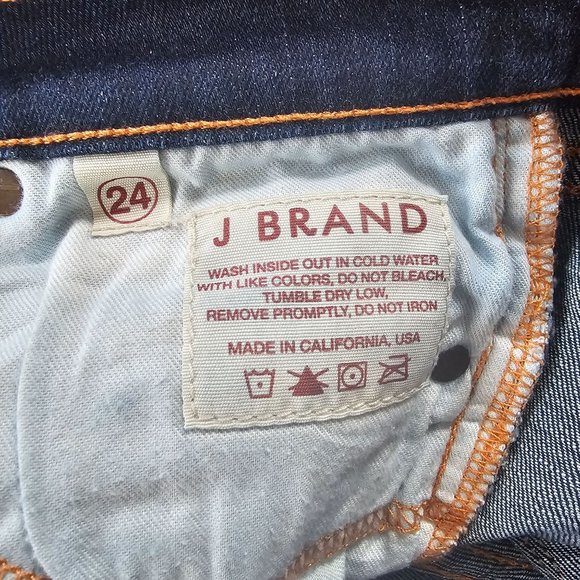 24
J BRAND
WASH INSIDE OUT IN COLD WATER
WITH LIKE COLORS, DO NOT BLEACH,
TUMBLE DRY LOW,
REMOVE PROMPTLY, DO NOT IRON
MADE IN CALIFORNIA, USA